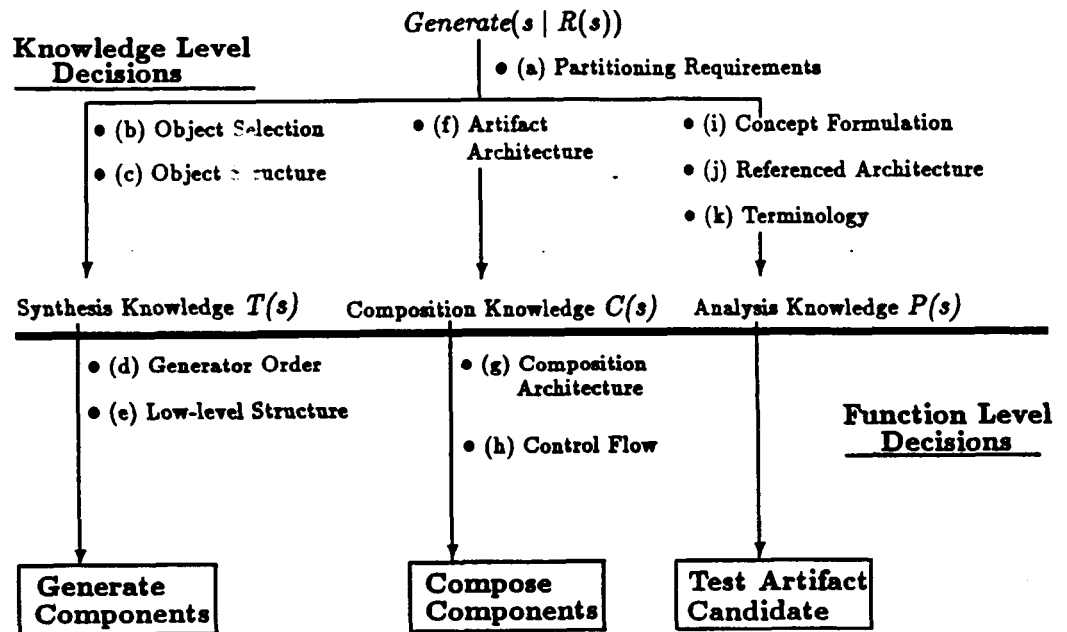 Generate(s | R(s))
Knowledge Level
Decisions
• (a) Partitioning Requirements
• (b) Object Selection
• (c) Object
• (f) Artifact
Architecture
• (i) Concept Formulation
• (j) Referenced Architecture
• (k) Terminology
Synthesis Knowledge T(s)
Composition Knowledge C(s)
Analysis Knowledge P(s)
• (d) Generator Order
• (e) Low-level Structure
• (g) Composition
Architecture
• (h) Control Flow
Function Level
Decisions
Generate
Components
Compose
Components
Test Artifact
Candidate